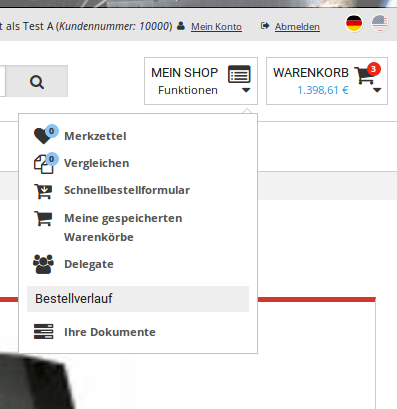 t als Test A (Kundennummer: 10000) Mein Konto Abmelden
MEIN SHOP
Funktionen
WARENKORB 3
1.398,61 €
0 Merkzettel
0 Vergleichen
Schnellbestellformular
Meine gespeicherten
Warenkörbe
Delegate
Bestellverlauf
Ihre Dokumente